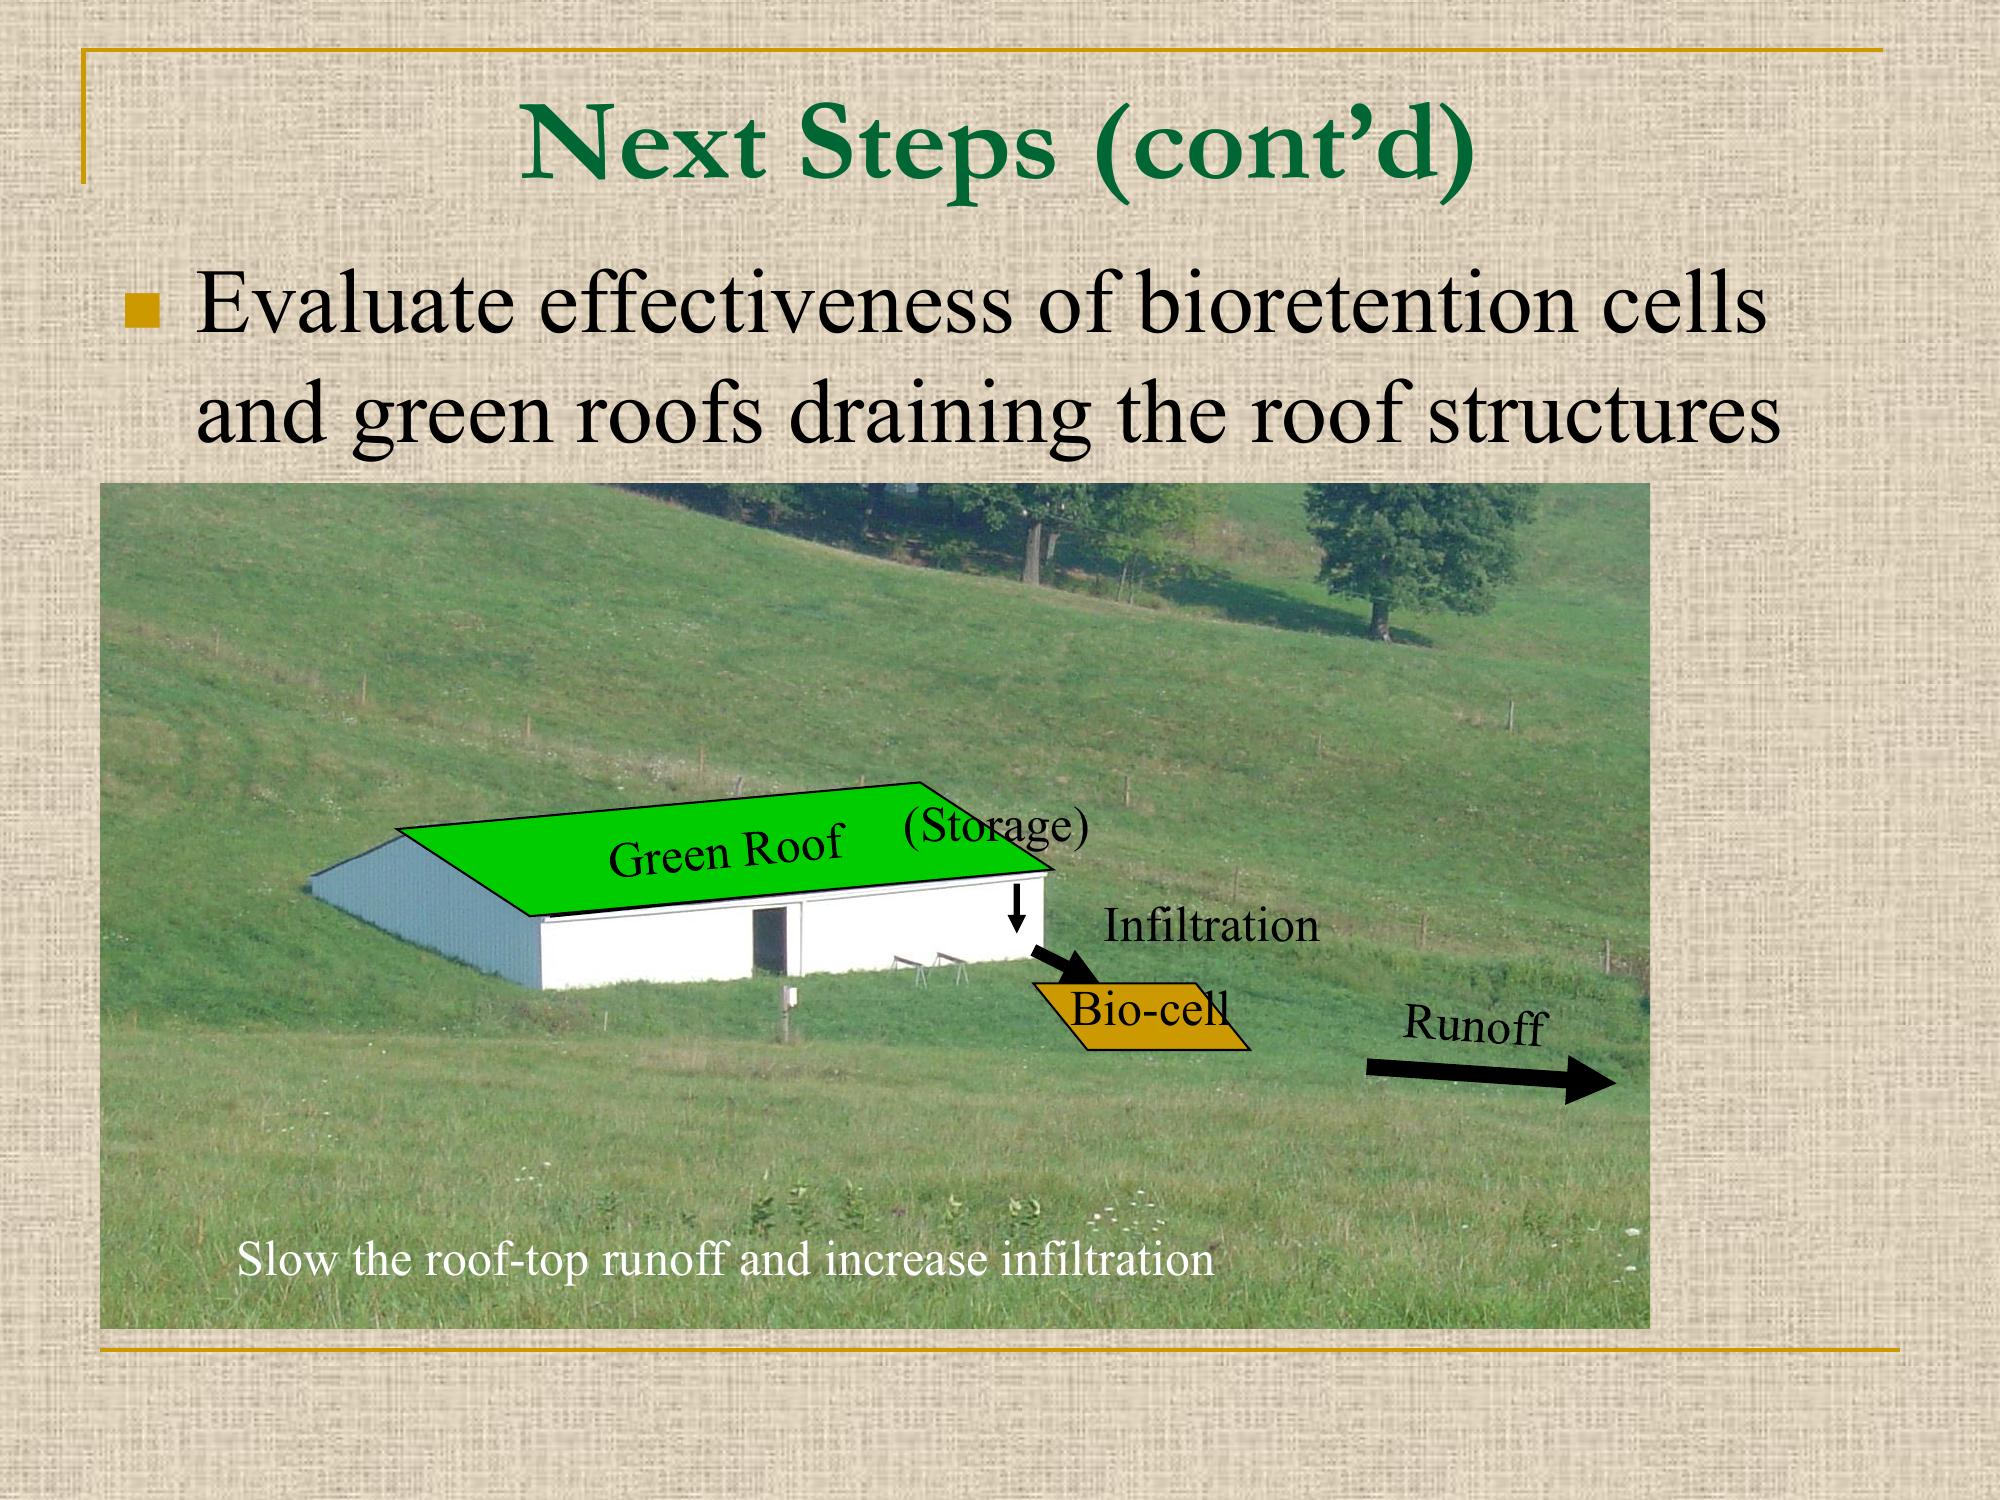 Next Steps (cont’d)
Evaluate effectiveness of bioretention cells
and green roofs draining the roof structures
Green Roof
(Storage)
Infiltration
Bio-cell
Runoff
Slow the roof-top runoff and increase infiltration